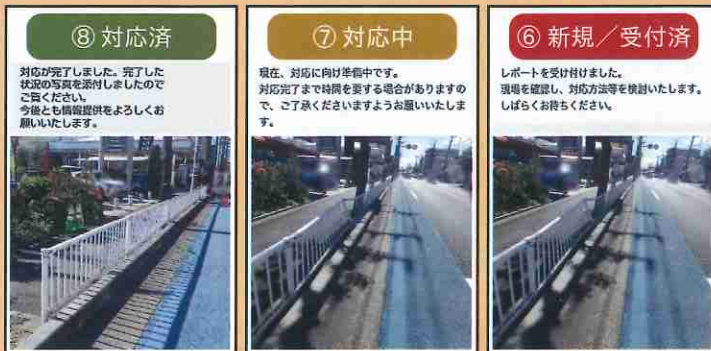 ⑧ 対応済
対応が完了しました。完了した
状況の写真を添付しましたので
ご覧ください。
今後とも情報提供をよろしくお
願いいたします。
⑦ 対応中
現在、対応に向け準備中です。
対応完了まで時間を要する場合がありますの
で、ご了承くださいますようお願いいたしま
す。
⑥ 新規／受付済
レポートを受け付けました。
現場を確認し、対応方法等を検討いたします。
しばらくお待ちください。